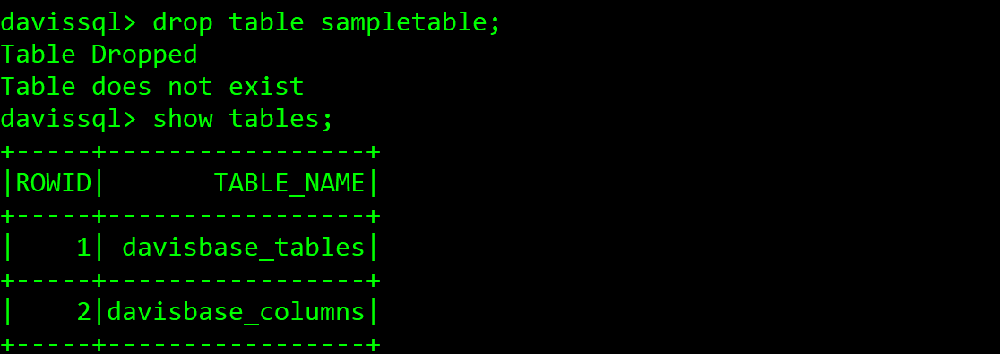 davissql> drop table sampletable;
Table Dropped
Table does not exist
davissql> show tables;
+-----+-----------------+
|ROWID|       TABLE_NAME|
+-----+-----------------+
|    1| davisbase_tables|
+-----+-----------------+
|    2|davisbase_columns|
+-----+-----------------+